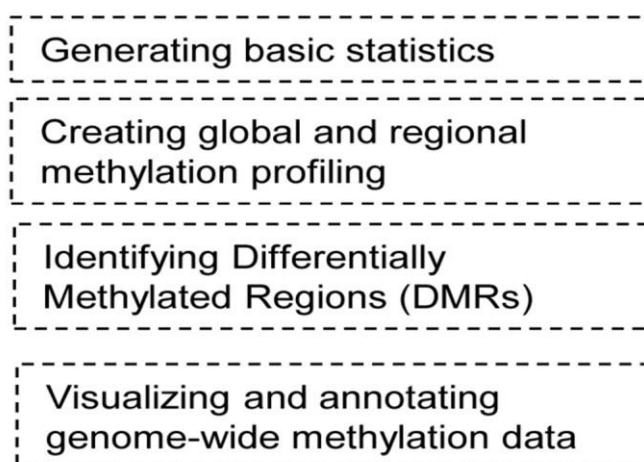 Generating basic statistics
Creating global and regional
methylation profiling
Identifying Differentially
Methylated Regions (DMRs)
Visualizing and annotating
genome-wide methylation data